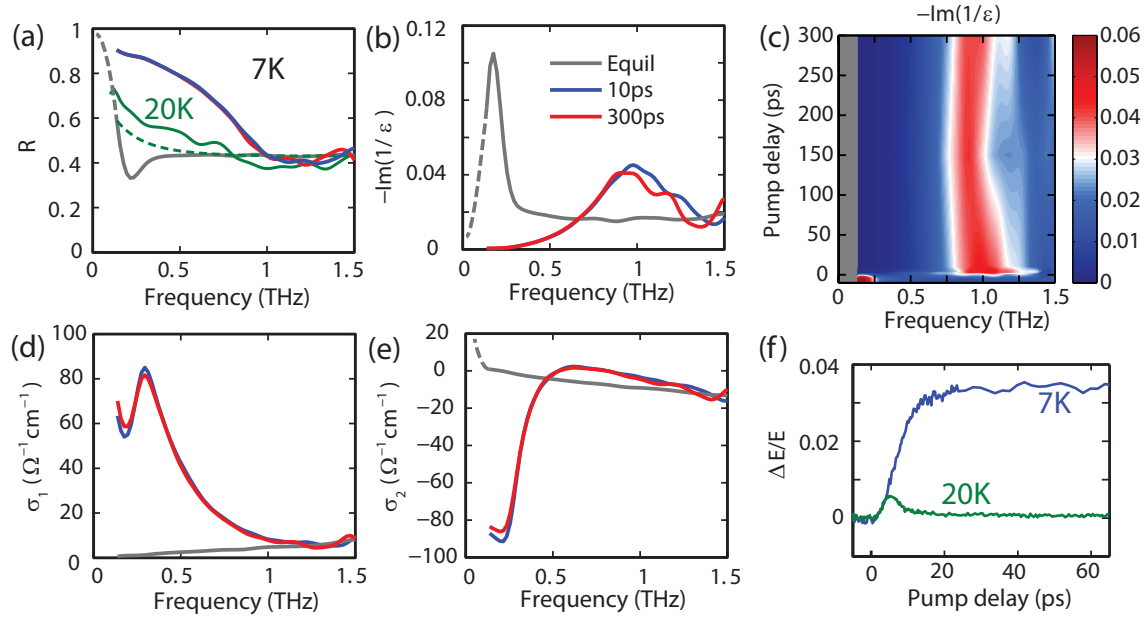 (a)
1
0.8
0.6
0.4
0.2
0
R
7K
20K
0
0.5
1
1.5
Frequency (THz)
(b)
0.12
0.08
0.04
0
−Im(1/ ε)
Equil
10ps
300ps
0
0.5
1
1.5
Frequency (THz)
(c)
−Im(1/ε)
300
250
200
150
100
50
0
Pump delay (ps)
0
0.5
1.0
1.5
Frequency (THz)
0.06
0.05
0.04
0.03
0.02
0.01
0
(d)
100
80
60
40
20
0
σ1 (Ω−1cm−1)
0
0.5
1
1.5
Frequency (THz)
(e)
20
0
−20
−40
−60
−80
−100
σ2 (Ω−1cm−1)
0
0.5
1
1.5
Frequency (THz)
(f)
0.04
0.02
0
Δ E/E
7K
20K
0
20
40
60
Pump delay (ps)